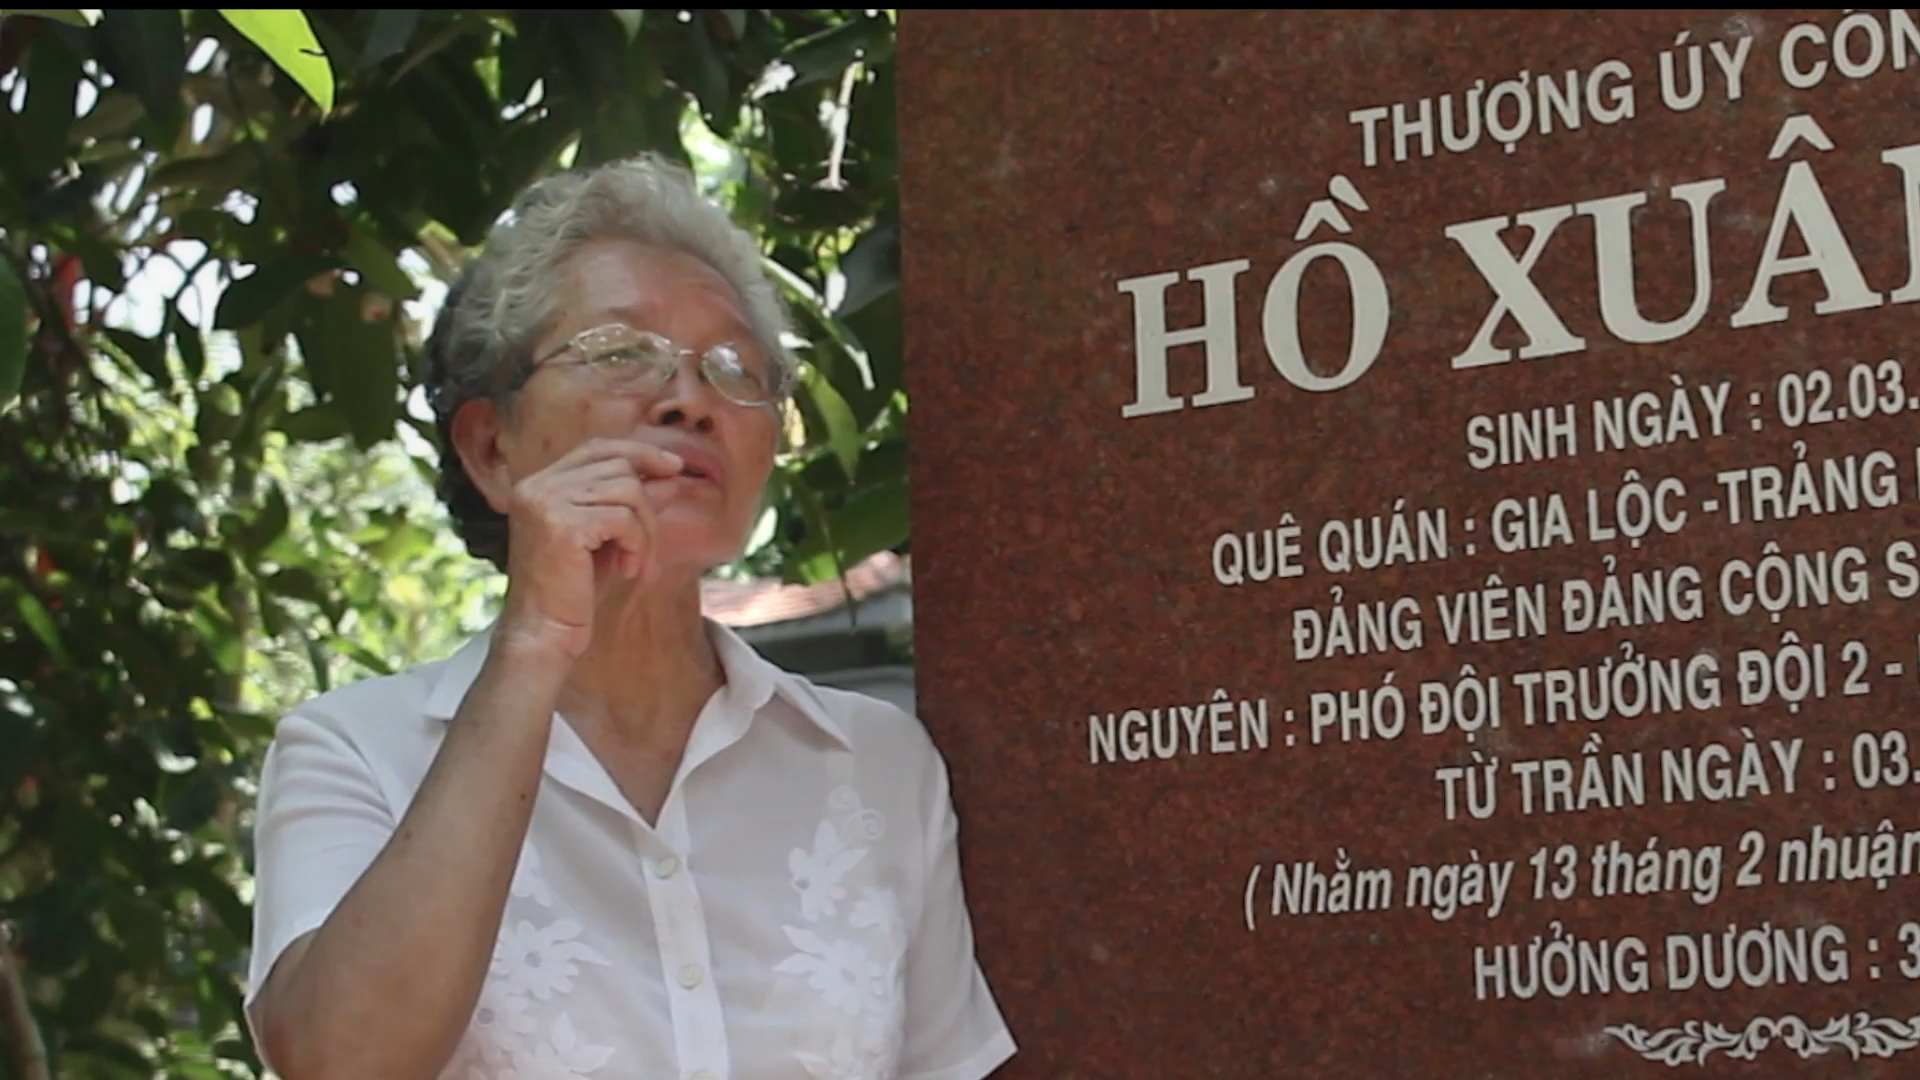 THƯỢNG ÚY
HỒ XUÂN
SINH NGÀY : 02.03.
QUÊ QUÁN : GIA LỘC -TRẢNG
ĐẢNG VIÊN ĐẢNG CỘNG S
NGUYÊN : PHÓ ĐỘI TRƯỞNG ĐỘI 2 -
TỪ TRẦN NGÀY : 03.
( Nhằm ngày 13 tháng 2 nhuận
HƯỞNG DƯƠNG : 3